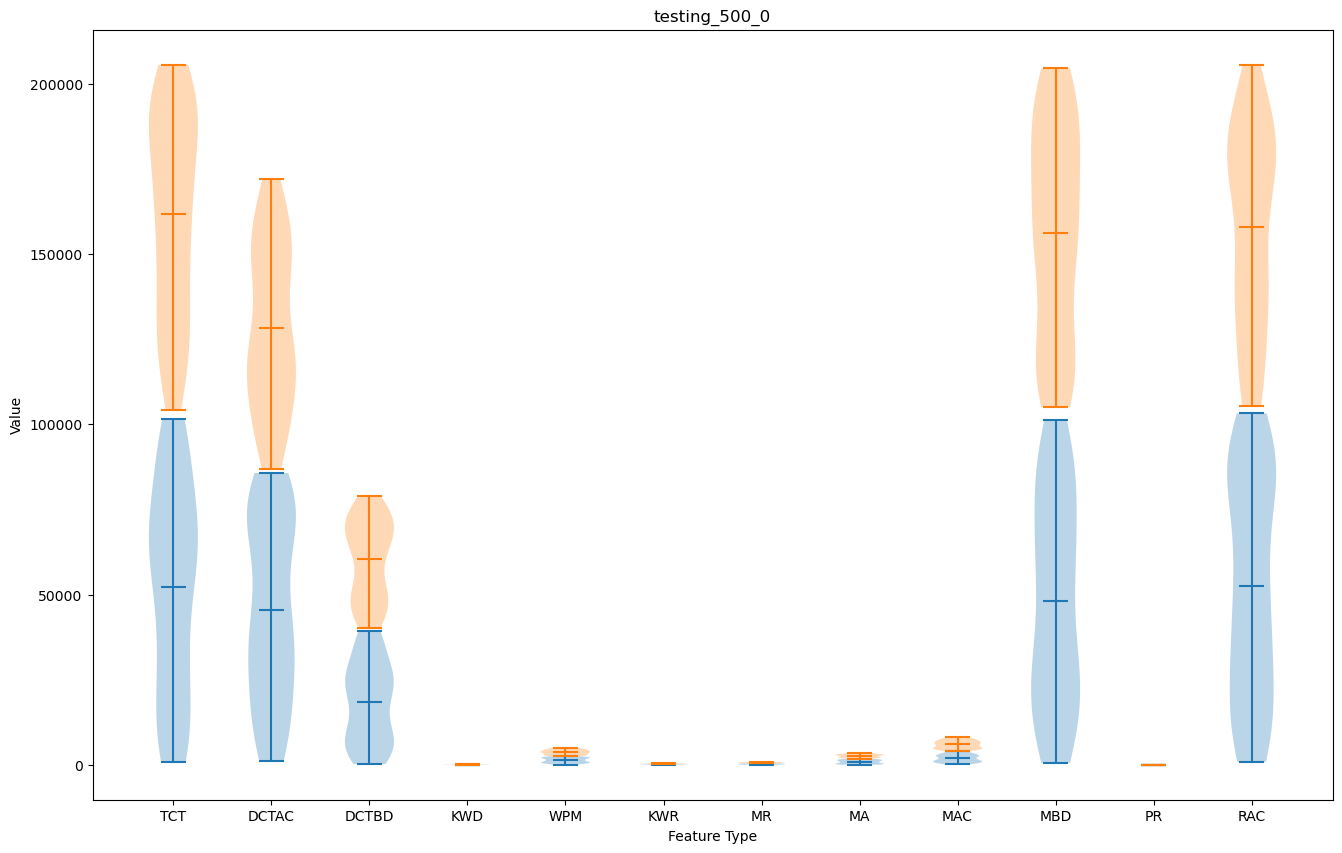 testing_500_0
200000
150000
100000
50000
0
Value
TCT DCTAC DCTBD KWD WPM KWR MR MA MAC MBD PR RAC
Feature Type